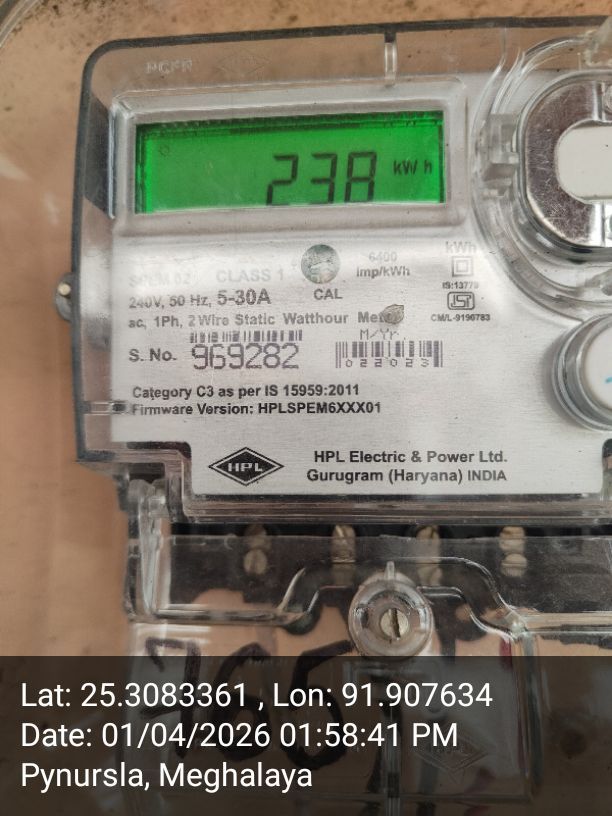 238 kWh
6400
kWh
CLASS 1
imp/kWh
IS:13779
240V, 50 Hz, 5-30A
CAL
CM/L-9190783
ac, 1Ph, 2 Wire Static Watthour Meter
M/Yr
S. No. 969282
022023
Category C3 as per IS 15959:2011
Firmware Version: HPLSPEM6XXX01
HPL
HPL Electric & Power Ltd.
Gurugram (Haryana) INDIA
Lat: 25.3083361 , Lon: 91.907634
Date: 01/04/2026 01:58:41 PM
Pynursla, Meghalaya